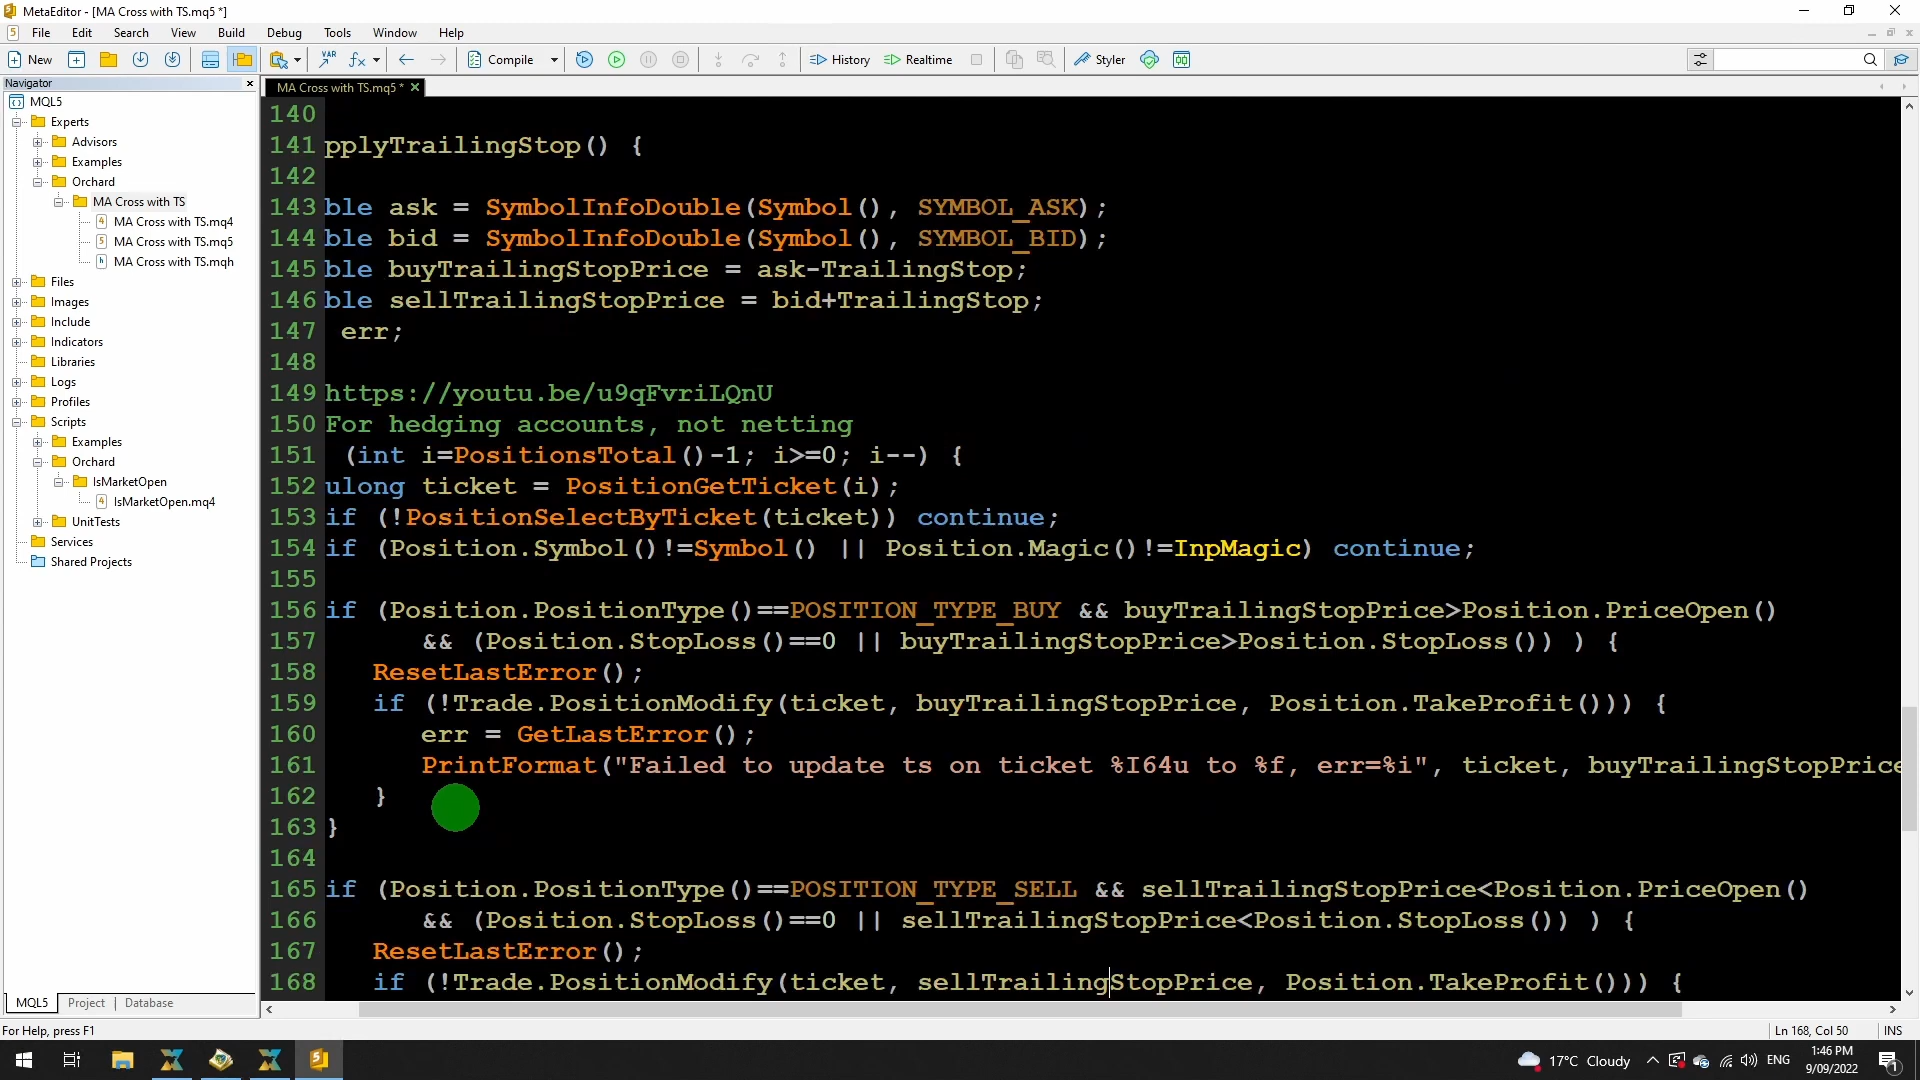 MetaEditor - [MA Cross with TS.mq5 *]
File Edit Search View Build Debug Tools Window Help
New VAR fx Compile History Realtime Styler
Navigator
MA Cross with TS.mq5 *
MQL5
Experts
Advisors
Examples
Orchard
MA Cross with TS
MA Cross with TS.mq4
MA Cross with TS.mq5
MA Cross with TS.mqh
Files
Images
Include
Indicators
Libraries
Logs
Profiles
Scripts
Examples
Orchard
IsMarketOpen
IsMarketOpen.mq4
UnitTests
Services
Shared Projects
MQL5 Project Database
140
141 pplyTrailingStop() {
142
143 ble ask = SymbolInfoDouble(Symbol(), SYMBOL_ASK);
144 ble bid = SymbolInfoDouble(Symbol(), SYMBOL_BID);
145 ble buyTrailingStopPrice = ask-TrailingStop;
146 ble sellTrailingStopPrice = bid+TrailingStop;
147 err;
148
149 https://youtu.be/u9qFvriLQnU
150 For hedging accounts, not netting
151 (int i=PositionsTotal()-1; i>=0; i--) {
152 ulong ticket = PositionGetTicket(i);
153 if (!PositionSelectByTicket(ticket)) continue;
154 if (Position.Symbol()!=Symbol() || Position.Magic()!=InpMagic) continue;
155
156 if (Position.PositionType()==POSITION_TYPE_BUY && buyTrailingStopPrice>Position.PriceOpen()
157 && (Position.StopLoss()==0 || buyTrailingStopPrice>Position.StopLoss()) ) {
158 ResetLastError();
159 if (!Trade.PositionModify(ticket, buyTrailingStopPrice, Position.TakeProfit())) {
160 err = GetLastError();
161 PrintFormat("Failed to update ts on ticket %I64u to %f, err=%i", ticket, buyTrailingStopPrice
162 }
163 }
164
165 if (Position.PositionType()==POSITION_TYPE_SELL && sellTrailingStopPrice<Position.PriceOpen()
166 && (Position.StopLoss()==0 || sellTrailingStopPrice<Position.StopLoss()) ) {
167 ResetLastError();
168 if (!Trade.PositionModify(ticket, sellTrailingStopPrice, Position.TakeProfit())) {
For Help, press F1
Ln 168, Col 50 INS
17°C Cloudy ENG
1:46 PM
9/09/2022